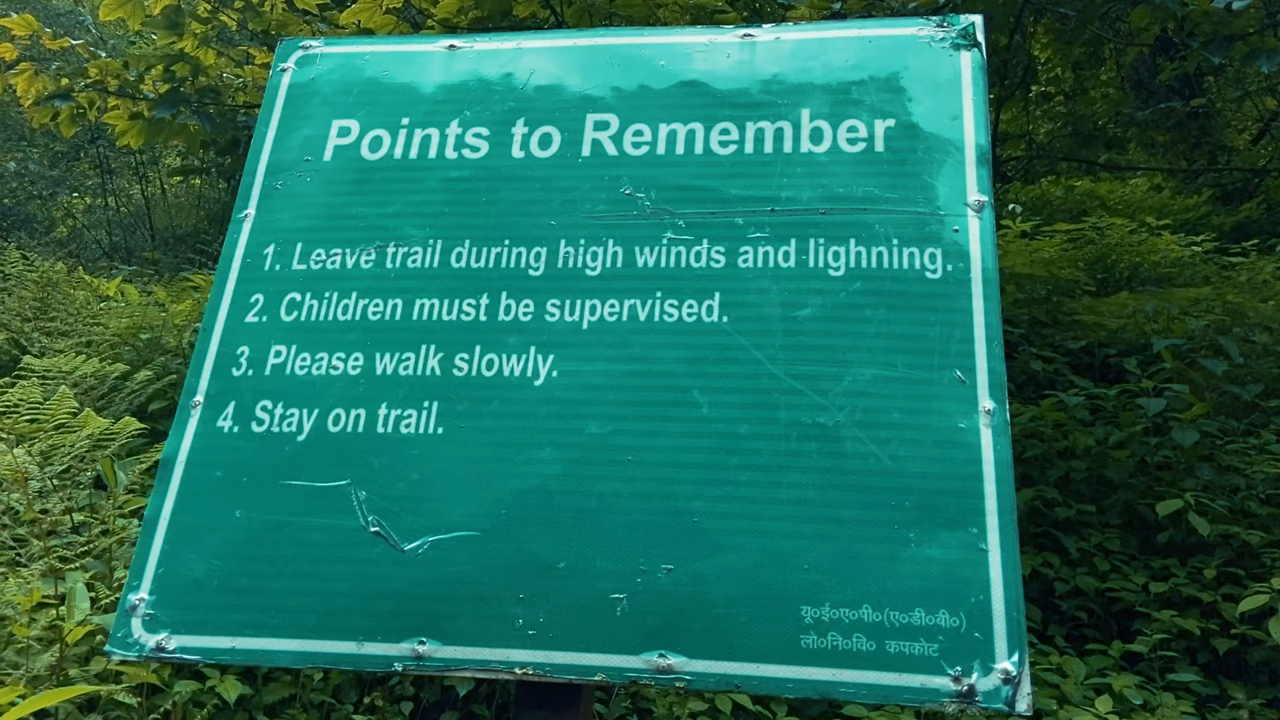 Points to Remember
1. Leave trail during high winds and lighning.
2. Children must be supervised.
3. Please walk slowly.
4. Stay on trail.
यू०ई०ए०पी०(ए०डी०बी०)
लो०नि०वि० कपकोट